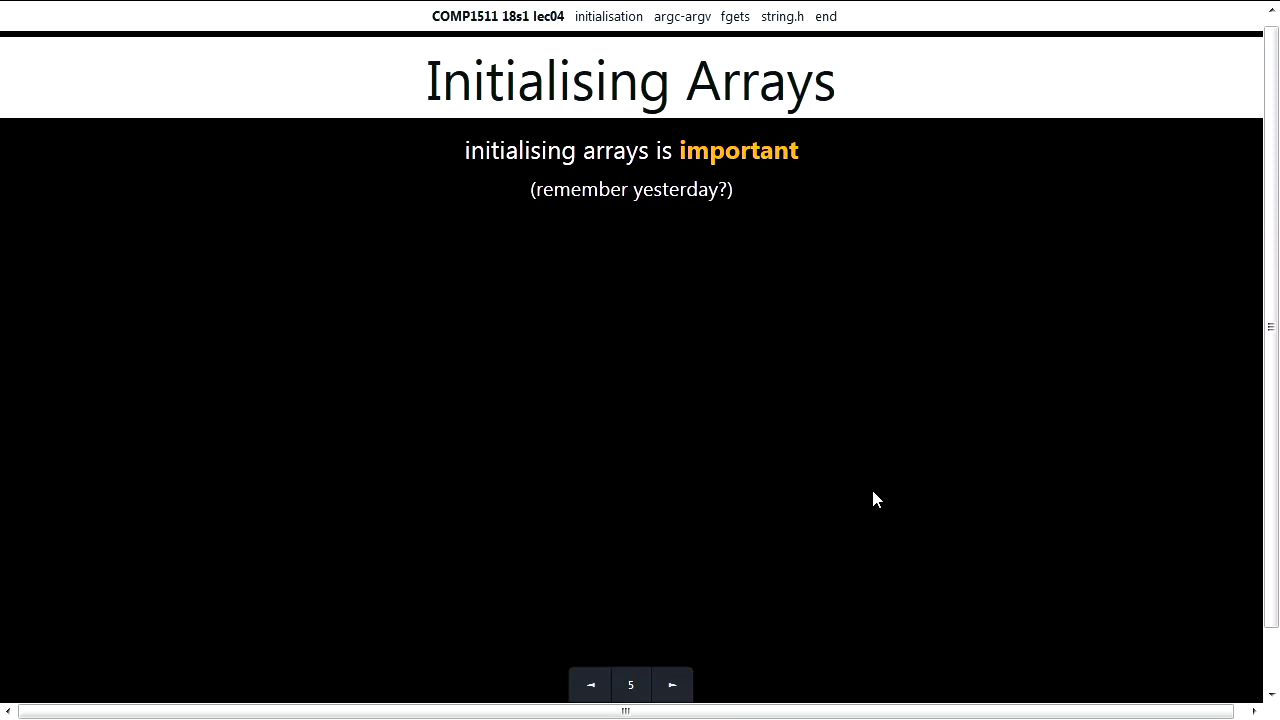 COMP1511 18s1 lec04 initialisation argc-argv fgets string.h end
Initialising Arrays
initialising arrays is important
(remember yesterday?)
◄ 5 ►